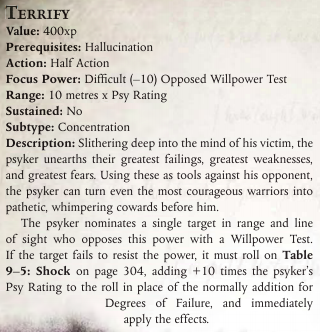 TERRIFY
Value: 400xp
Prerequisites: Hallucination
Action: Half Action
Focus Power: Difficult (–10) Opposed Willpower Test
Range: 10 metres x Psy Rating
Sustained: No
Subtype: Concentration
Description: Slithering deep into the mind of his victim, the
psyker unearths their greatest failings, greatest weaknesses,
and greatest fears. Using these as tools against his opponent,
the psyker can turn even the most courageous warriors into
pathetic, whimpering cowards before him.
The psyker nominates a single target in range and line
of sight who opposes this power with a Willpower Test.
If the target fails to resist the power, it must roll on Table
9–5: Shock on page 304, adding +10 times the psyker's
Psy Rating to the roll in place of the normally addition for
Degrees of Failure, and immediately
apply the effects.